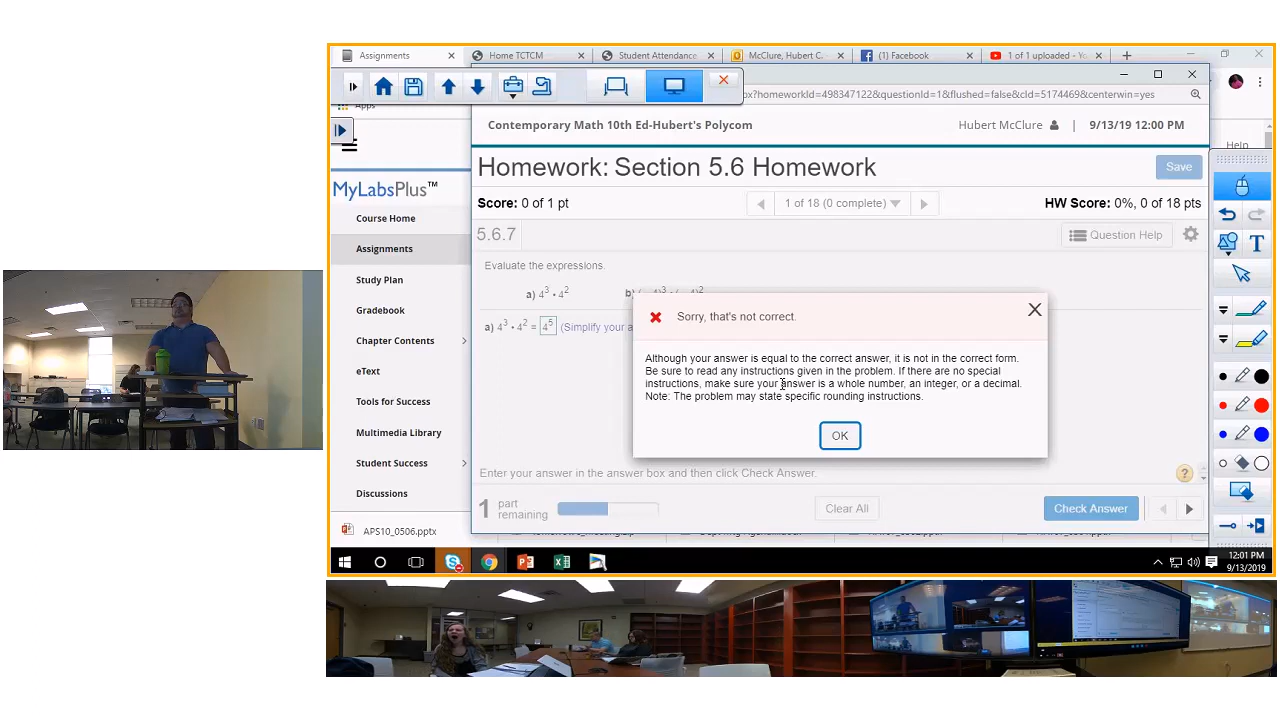 Assignments
Home TCTCM
Student Attendance
McClure, Hubert C.
(1) Facebook
1 of 1 uploaded - Yo
box?homeworkId=498347122&questionId=1&flushed=false&cId=5174469&centerwin=yes
Apps
Contemporary Math 10th Ed-Hubert's Polycom
Hubert McClure | 9/13/19 12:00 PM
Help
Homework: Section 5.6 Homework
Save
MyLabsPlus™
Score: 0 of 1 pt
1 of 18 (0 complete)
HW Score: 0%, 0 of 18 pts
Course Home
Assignments
Study Plan
Gradebook
Chapter Contents
eText
Tools for Success
Multimedia Library
Student Success
Discussions
5.6.7
Question Help
Evaluate the expressions.
a) 4³ • 4²
b)
a) 4³ • 4² = 4⁵ (Simplify your a
Sorry, that's not correct.
Although your answer is equal to the correct answer, it is not in the correct form.
Be sure to read any instructions given in the problem. If there are no special
instructions, make sure your answer is a whole number, an integer, or a decimal.
Note: The problem may state specific rounding instructions.
OK
Enter your answer in the answer box and then click Check Answer.
?
1 part
remaining
Clear All
Check Answer
T
APS10_0506.pptx
12:01 PM
9/13/2019